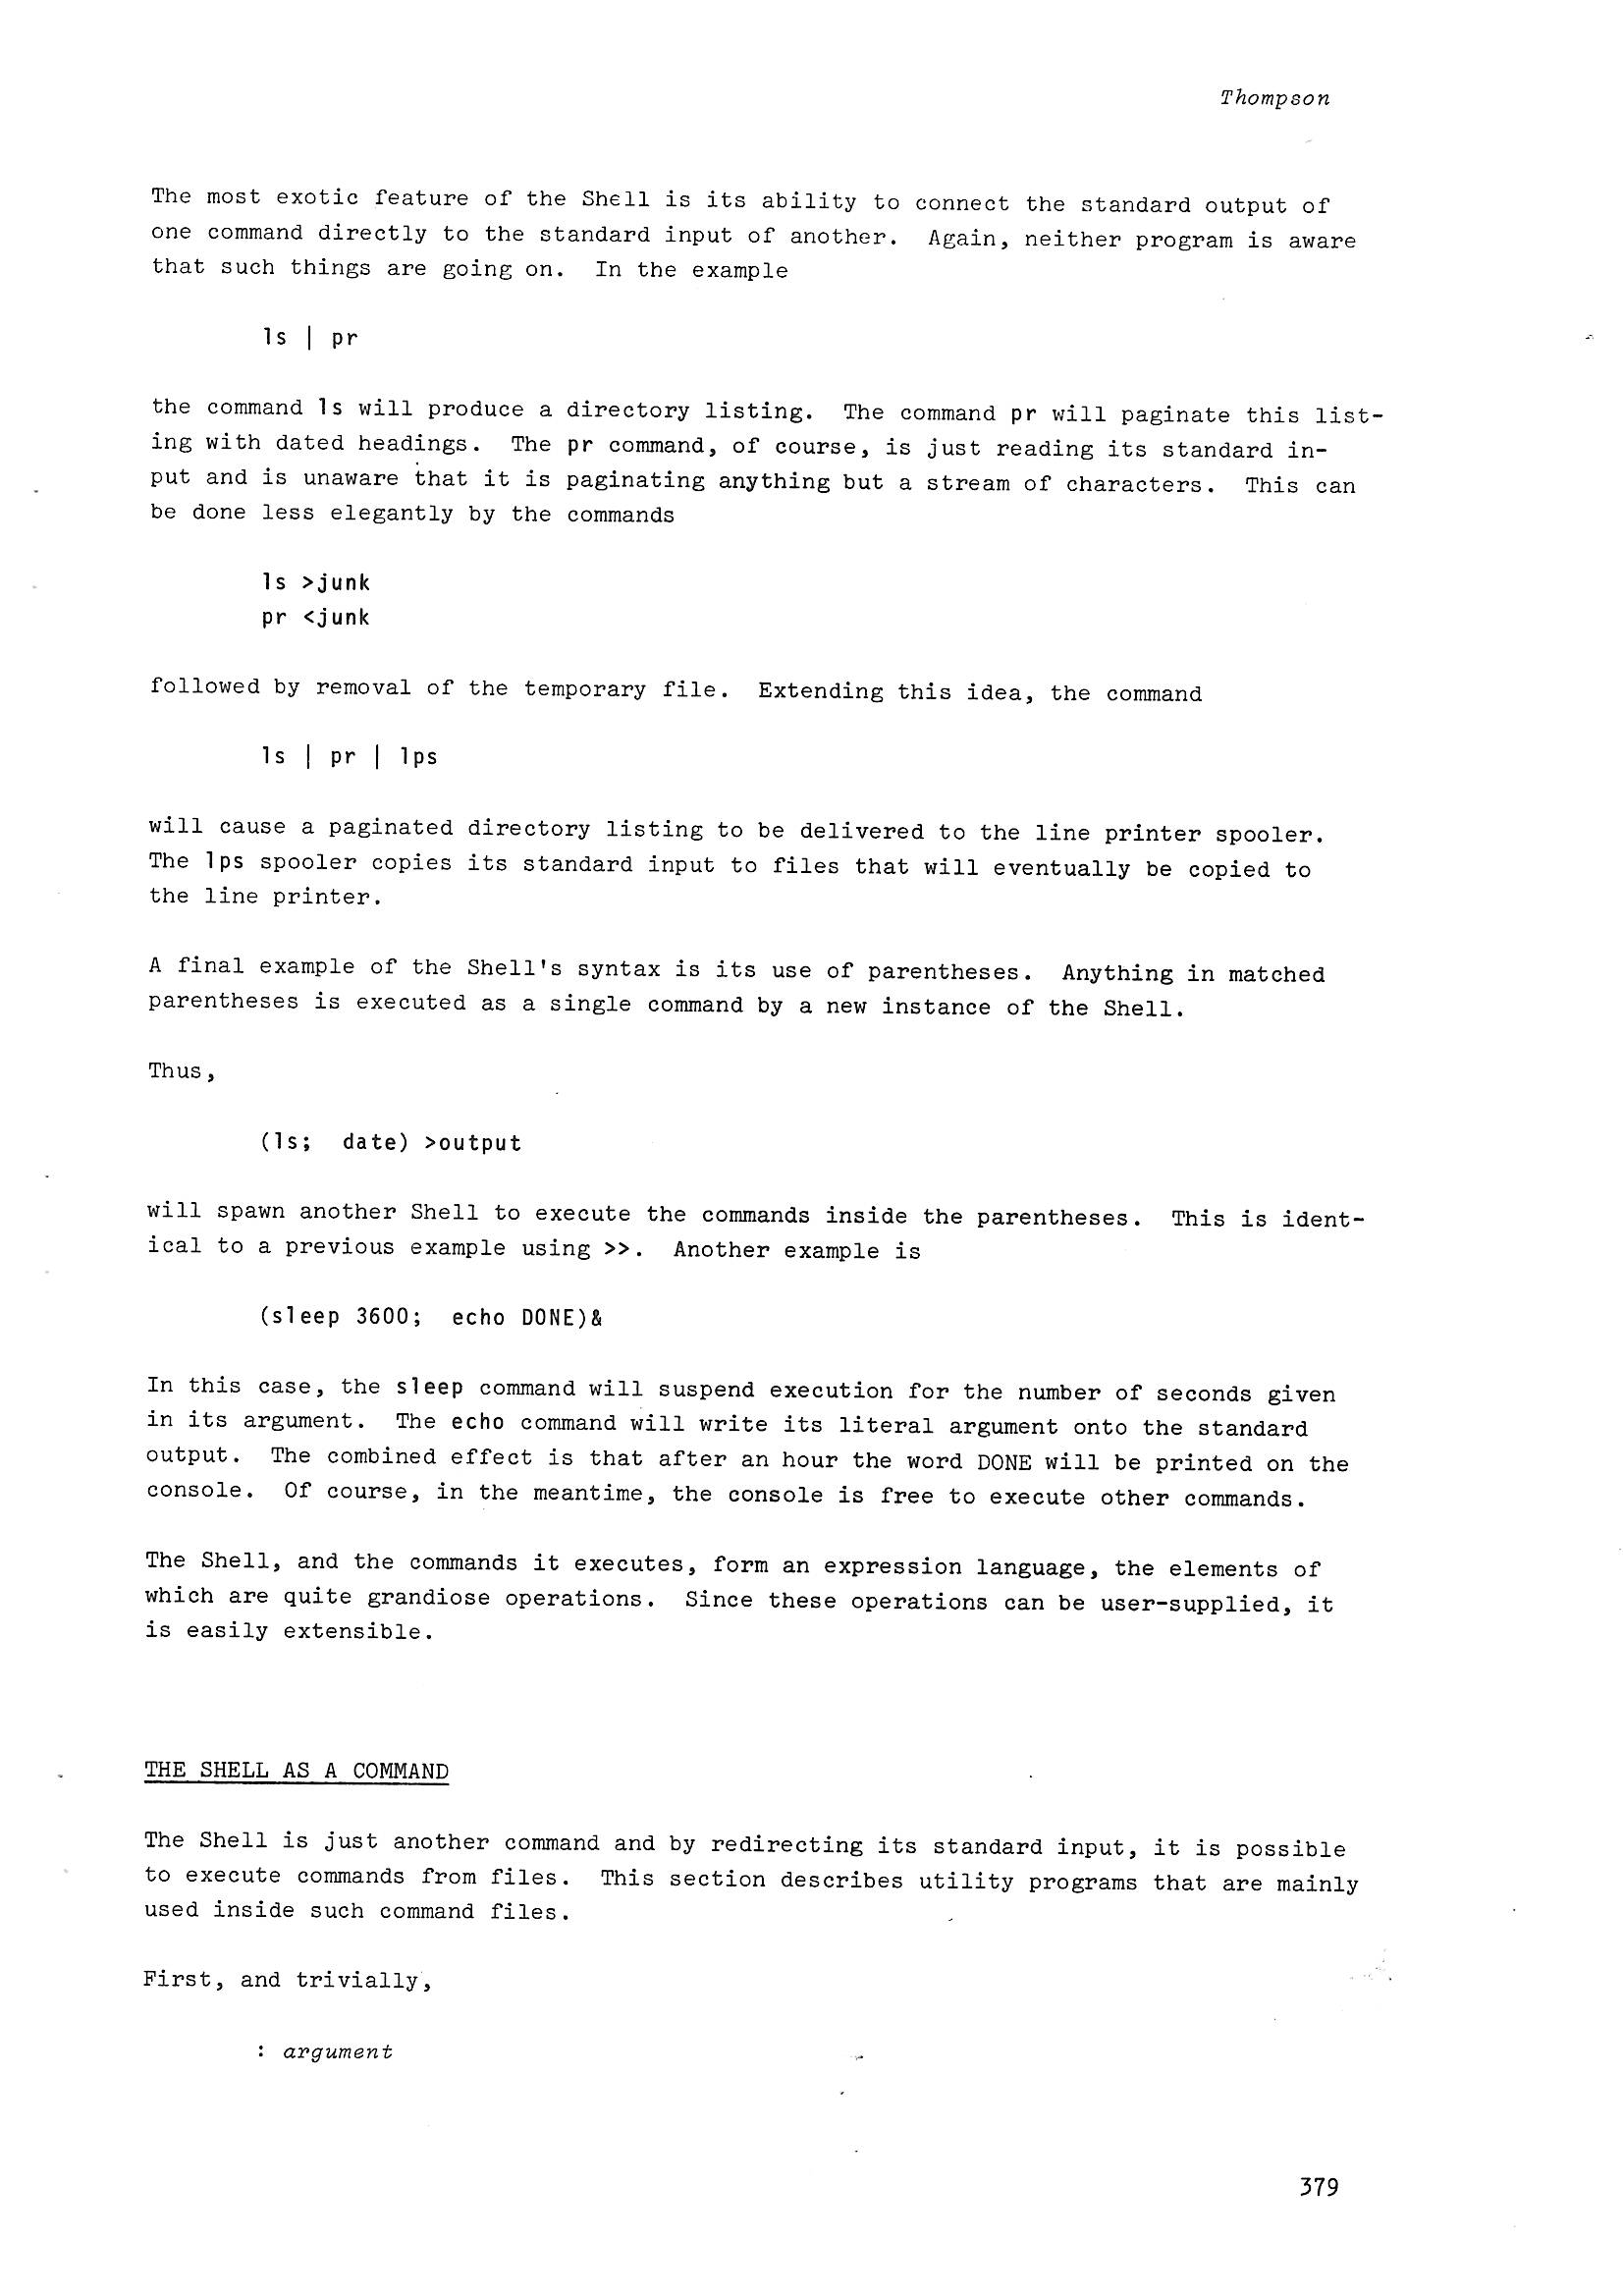 Thompson
The most exotic feature of the Shell is its ability to connect the standard output of
one command directly to the standard input of another.  Again, neither program is aware
that such things are going on.  In the example
ls | pr
the command ls will produce a directory listing.  The command pr will paginate this list-
ing with dated headings.  The pr command, of course, is just reading its standard in-
put and is unaware that it is paginating anything but a stream of characters.  This can
be done less elegantly by the commands
ls >junk
pr <junk
followed by removal of the temporary file.  Extending this idea, the command
ls | pr | lps
will cause a paginated directory listing to be delivered to the line printer spooler.
The lps spooler copies its standard input to files that will eventually be copied to
the line printer.
A final example of the Shell's syntax is its use of parentheses.  Anything in matched
parentheses is executed as a single command by a new instance of the Shell.
Thus,
(ls;  date) >output
will spawn another Shell to execute the commands inside the parentheses.  This is ident-
ical to a previous example using >>.  Another example is
(sleep 3600;  echo DONE)&
In this case, the sleep command will suspend execution for the number of seconds given
in its argument.  The echo command will write its literal argument onto the standard
output.  The combined effect is that after an hour the word DONE will be printed on the
console.  Of course, in the meantime, the console is free to execute other commands.
The Shell, and the commands it executes, form an expression language, the elements of
which are quite grandiose operations.  Since these operations can be user-supplied, it
is easily extensible.
THE SHELL AS A COMMAND
The Shell is just another command and by redirecting its standard input, it is possible
to execute commands from files.  This section describes utility programs that are mainly
used inside such command files.
First, and trivially,
: argument
379